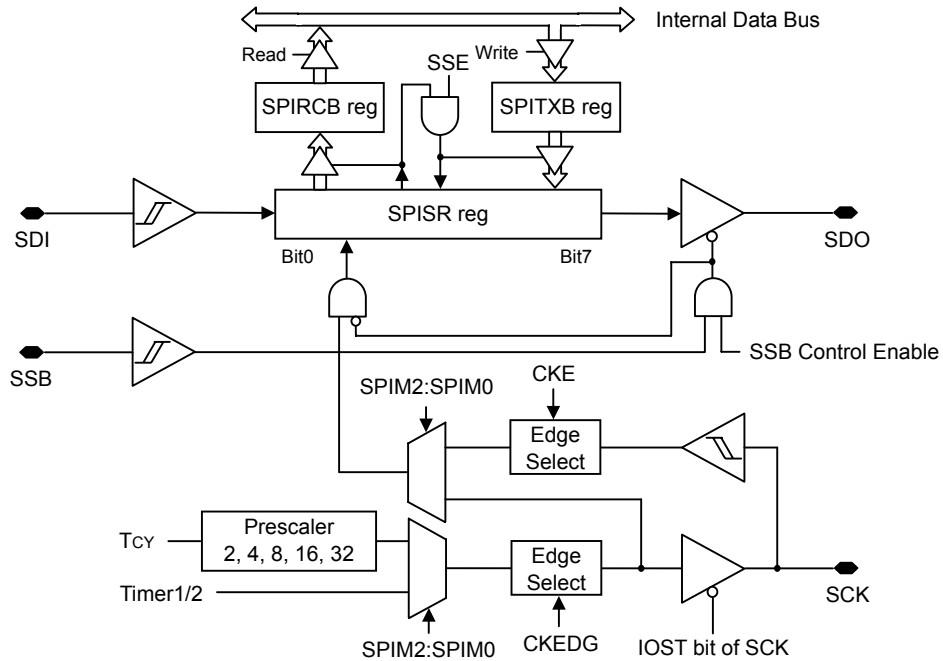 Internal Data Bus
Read
SSE
Write
SPIRCB reg
SPITXB reg
SPISR reg
SDI
SDO
Bit0
Bit7
SSB
SSB Control Enable
SPIM2:SPIM0
CKE
Edge
Select
TCY
Prescaler
2, 4, 8, 16, 32
Timer1/2
Edge
Select
SCK
SPIM2:SPIM0
CKEDG
IOST bit of SCK